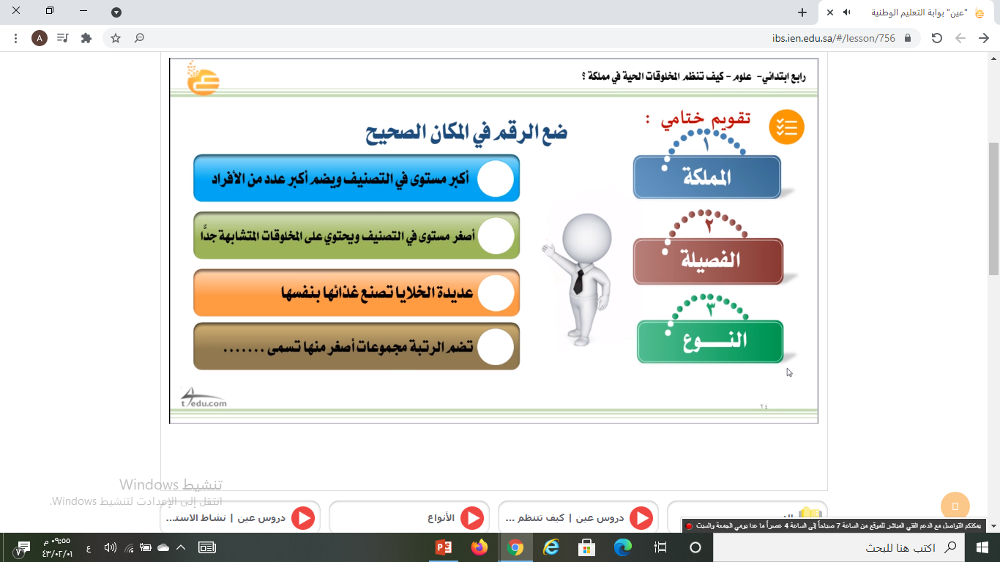 "عين" بوابة التعليم الوطنية
ibs.ien.edu.sa/#/lesson/756
A
رابع ابتدائي- علوم - كيف تنظم المخلوقات الحية في مملكة ؟
تقويم ختامي :
ضع الرقم في المكان الصحيح
١
المملكة
٢
الفصيلة
٣
النـــوع
أكبر مستوى في التصنيف ويضم أكبر عدد من الأفراد
أصغر مستوى في التصنيف ويحتوي على المخلوقات المتشابهة جدًّا
عديدة الخلايا تصنع غذائها بنفسها
تضم الرتبة مجموعات أصغر منها تسمى .......
t4edu.com
٢٤
تنشيط Windows
انتقل إلى الإعدادت لتنشيط Windows.
دروس عين | كيف تنتظم ...
الأنواع
دروس عين | نشاط الاست...
يمكنكم التواصل مع الدعم الفني المباشر للموقع من الساعة 7 صباحاً إلى الساعة 4 عصراً ما عدا يومي الجمعة والسبت
اكتب هنا للبحث
ع
٠٩:٥٥ م
٤٣/٠٢/٠١